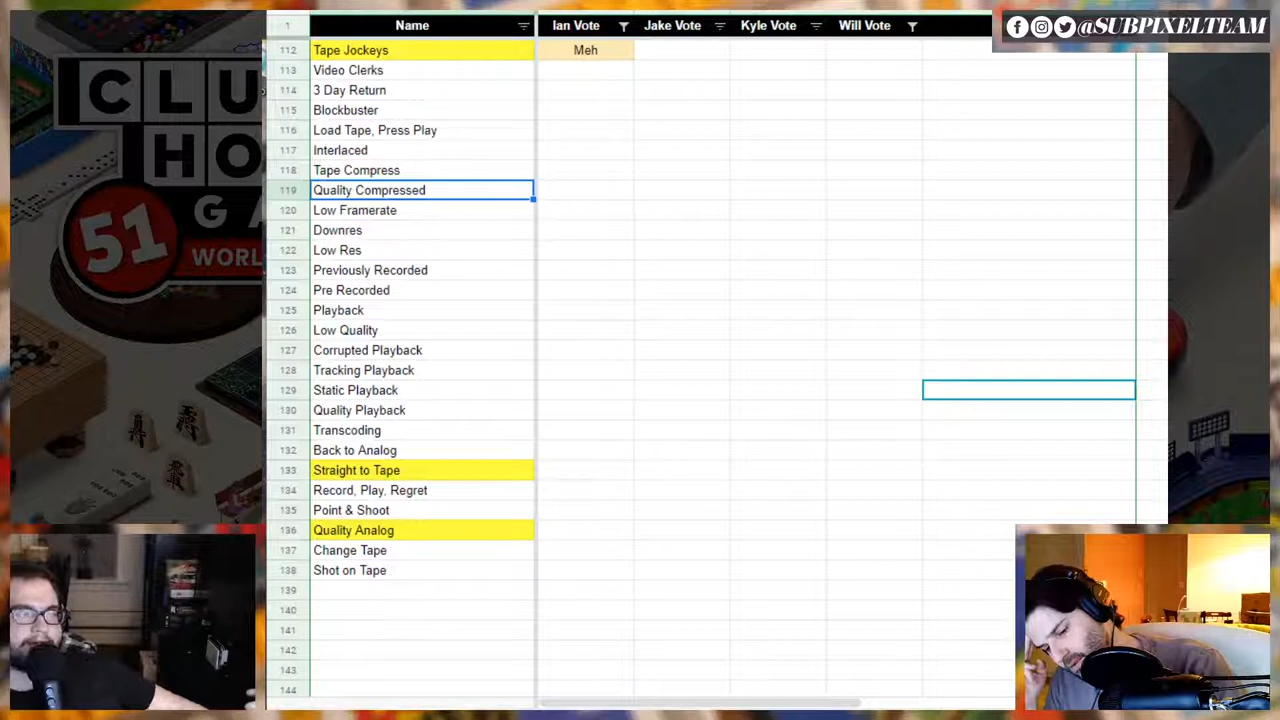 1 Name Ian Vote Jake Vote Kyle Vote Will Vote
@SUBPIXELTEAM
112 Tape Jockeys Meh
113 Video Clerks
114 3 Day Return
115 Blockbuster
116 Load Tape, Press Play
117 Interlaced
118 Tape Compress
119 Quality Compressed
120 Low Framerate
121 Downres
122 Low Res
123 Previously Recorded
124 Pre Recorded
125 Playback
126 Low Quality
127 Corrupted Playback
128 Tracking Playback
129 Static Playback
130 Quality Playback
131 Transcoding
132 Back to Analog
133 Straight to Tape
134 Record, Play, Regret
135 Point & Shoot
136 Quality Analog
137 Change Tape
138 Shot on Tape
139
140
141
142
143
144
CLU
HO
51
GA
WORL